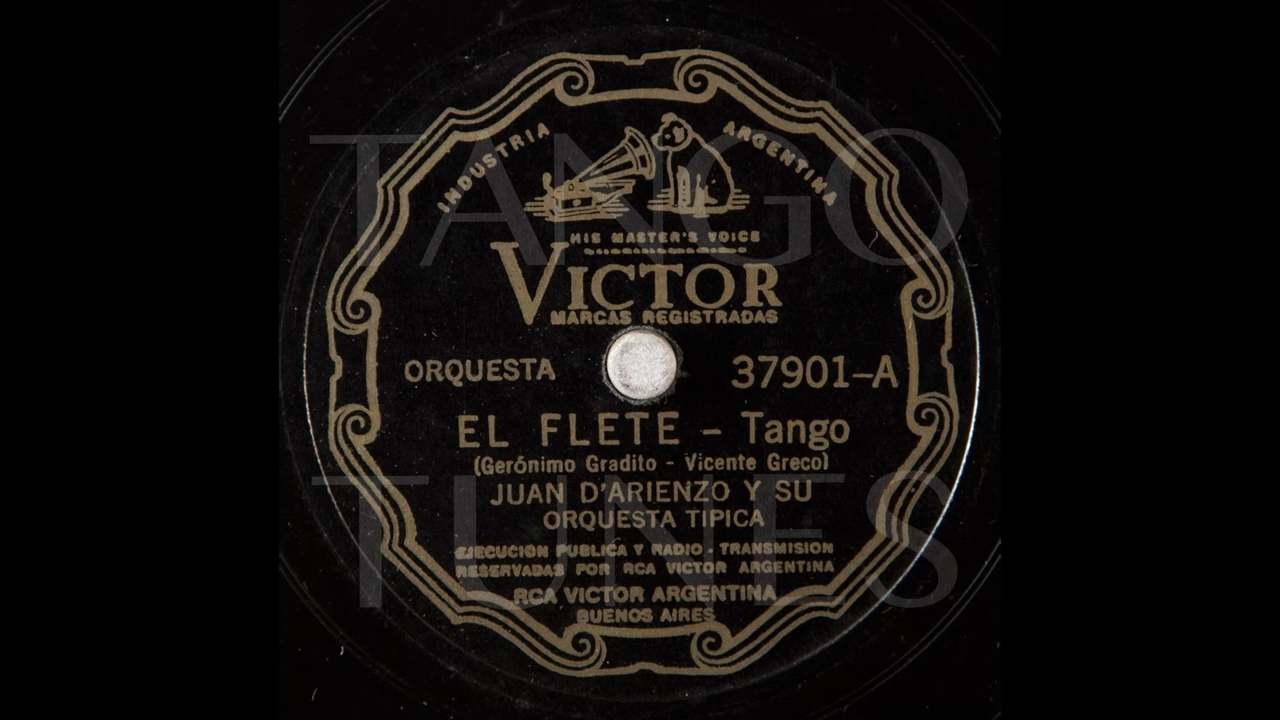 INDUSTRIA ARGENTINA
HIS MASTER'S VOICE
VICTOR
MARCAS REGISTRADAS
ORQUESTA 37901-A
EL FLETE - Tango
(Gerónimo Gradito - Vicente Greco)
JUAN D'ARIENZO Y SU
ORQUESTA TIPICA
EJECUCIÓN PUBLICA Y RADIO - TRANSMISION
RESERVADAS POR RCA VICTOR ARGENTINA
RCA VICTOR ARGENTINA
BUENOS AIRES
TANGO
TUNES